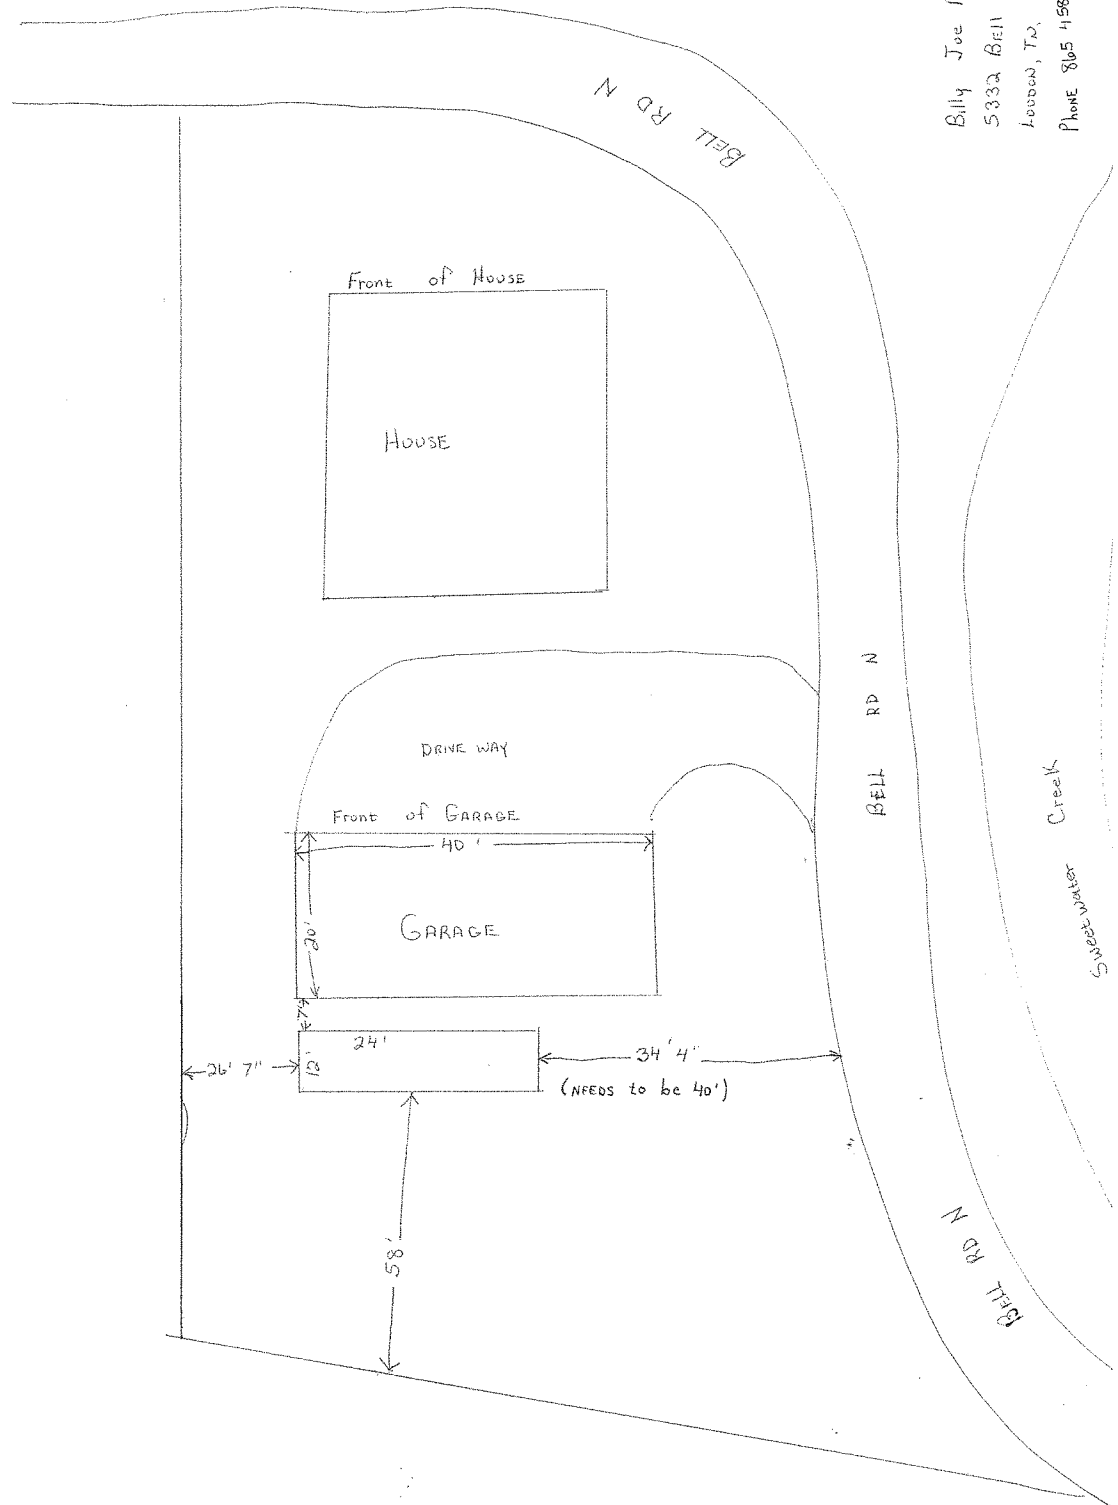 Billy Joe
5332 Bell
Loudon, TN.
Phone 865 458
BELL RD N
Front of House
House
BELL RD N
DRIVE WAY
Front of GARAGE
40'
20'
GARAGE
Sweetwater Creek
7'
24'
12'
26' 7"
34' 4"
(NEEDS to be 40')
58'
BELL RD N